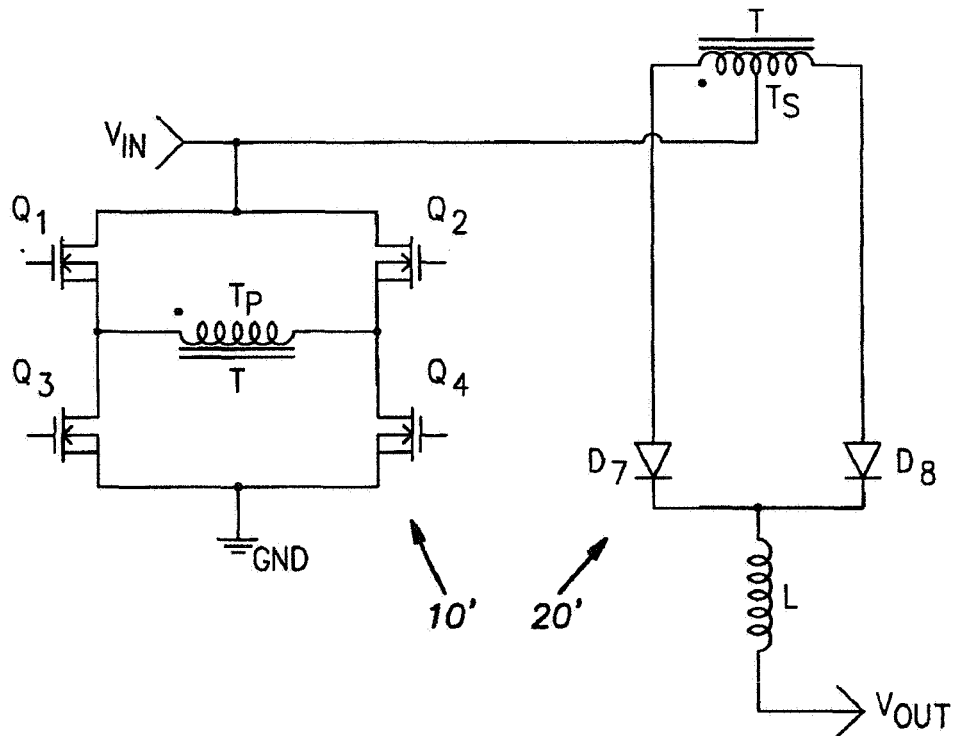 T
T_S
V_IN
Q_1
Q_2
T_P
T
Q_3
Q_4
D_7
D_8
GND
10'
20'
L
V_OUT